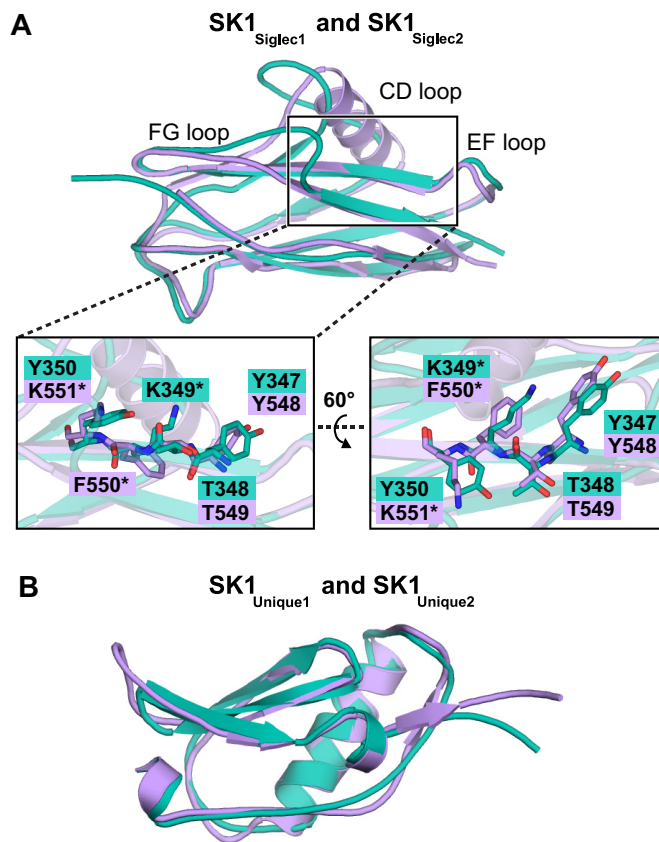 A
SK1Siglec1 and SK1Siglec2
CD loop
FG loop
EF loop
Y350
K551*
K349*
Y347
Y548
F550*
T348
T549
60°
K349*
F550*
Y347
Y548
Y350
K551*
T348
T549
B
SK1Unique1 and SK1Unique2